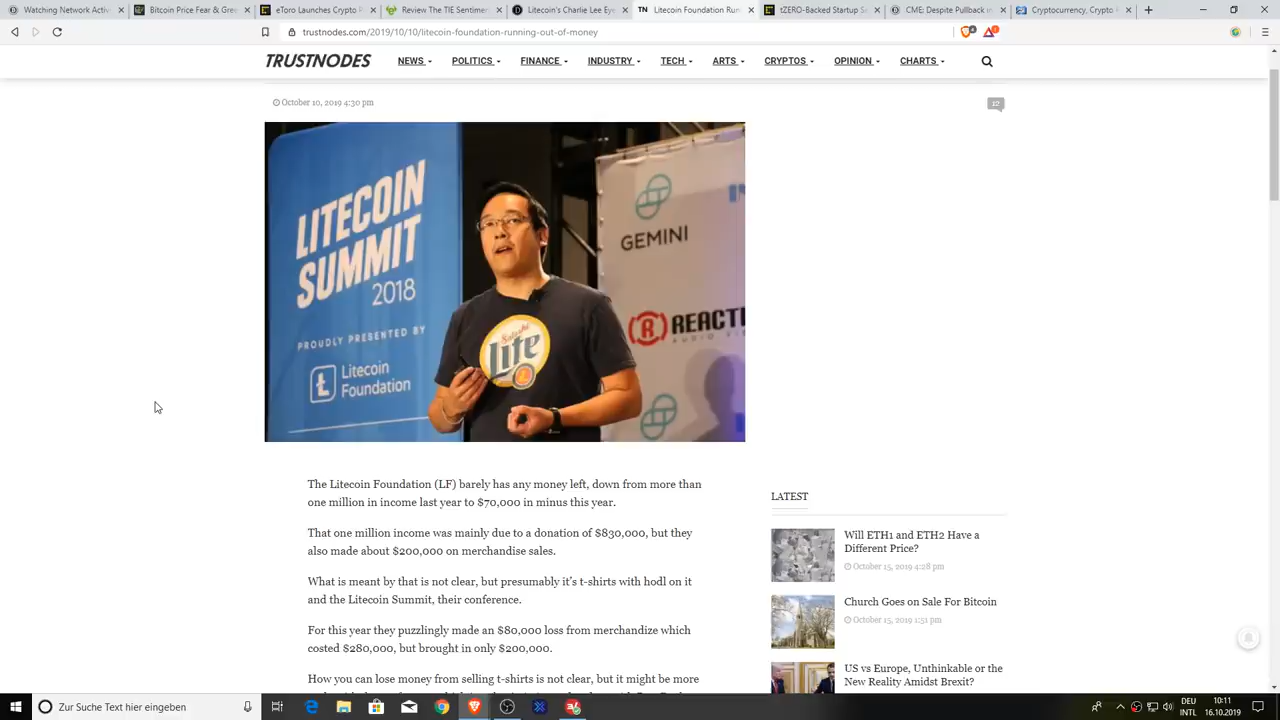 Watching Network Activ
Bitcoin Price Fear & Gree
Review The TEMI-S
Litecoin's Charlie Lee
TN Litecoin Foundation Run
tZERO-Backed Startup S
CME: Despite Pullback in
Cryptocurrency, Crypto
trustnodes.com/2019/10/10/litecoin-foundation-running-out-of-money
TRUSTNODES
NEWS
POLITICS
FINANCE
INDUSTRY
TECH
ARTS
CRYPTOS
OPINION
CHARTS
October 10, 2019 4:30 pm
12
LITECOIN
SUMMIT
2018
PROUDLY PRESENTED BY
Litecoin
Foundation
Satoshi
Lite
GEMINI
REACT
AUDIO
The Litecoin Foundation (LF) barely has any money left, down from more than
one million in income last year to $70,000 in minus this year.
That one million income was mainly due to a donation of $830,000, but they
also made about $200,000 on merchandise sales.
What is meant by that is not clear, but presumably it's t-shirts with hodl on it
and the Litecoin Summit, their conference.
For this year they puzzlingly made an $80,000 loss from merchandize which
costed $280,000, but brought in only $200,000.
How you can lose money from selling t-shirts is not clear, but it might be more
LATEST
Will ETH1 and ETH2 Have a
Different Price?
October 15, 2019 4:28 pm
Church Goes on Sale For Bitcoin
October 15, 2019 1:51 pm
US vs Europe, Unthinkable or the
New Reality Amidst Brexit?
Zur Suche Text hier eingeben
DEU
INTL
10:11
16.10.2019